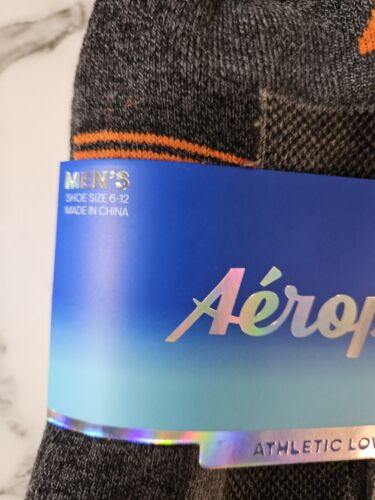 MEN'S
SHOE SIZE 6-12
MADE IN CHINA
Aérop
ATHLETIC LOW